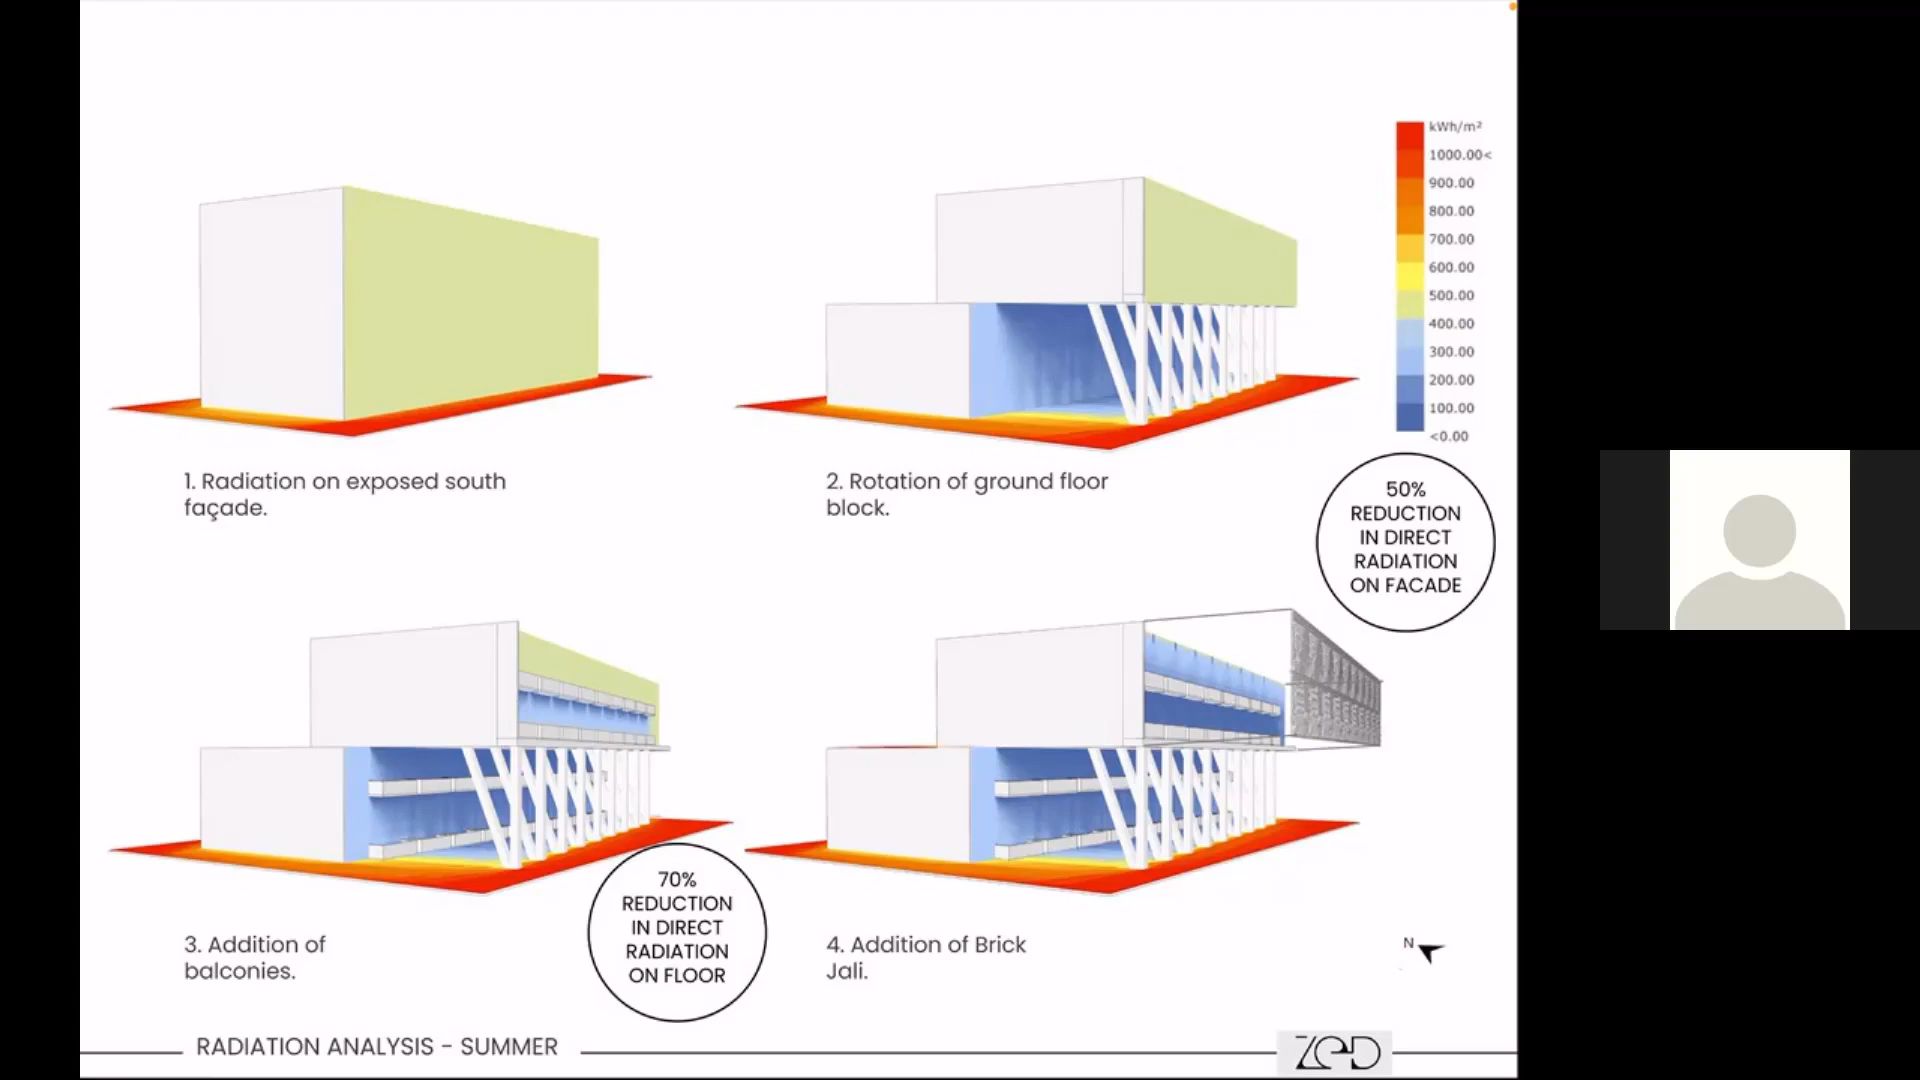 kWh/m²
1000.00<
900.00
800.00
700.00
600.00
500.00
400.00
300.00
200.00
100.00
<0.00
1. Radiation on exposed south
façade.
2. Rotation of ground floor
block.
50%
REDUCTION
IN DIRECT
RADIATION
ON FACADE
3. Addition of
balconies.
70%
REDUCTION
IN DIRECT
RADIATION
ON FLOOR
4. Addition of Brick
Jali.
N
RADIATION ANALYSIS - SUMMER
ZED